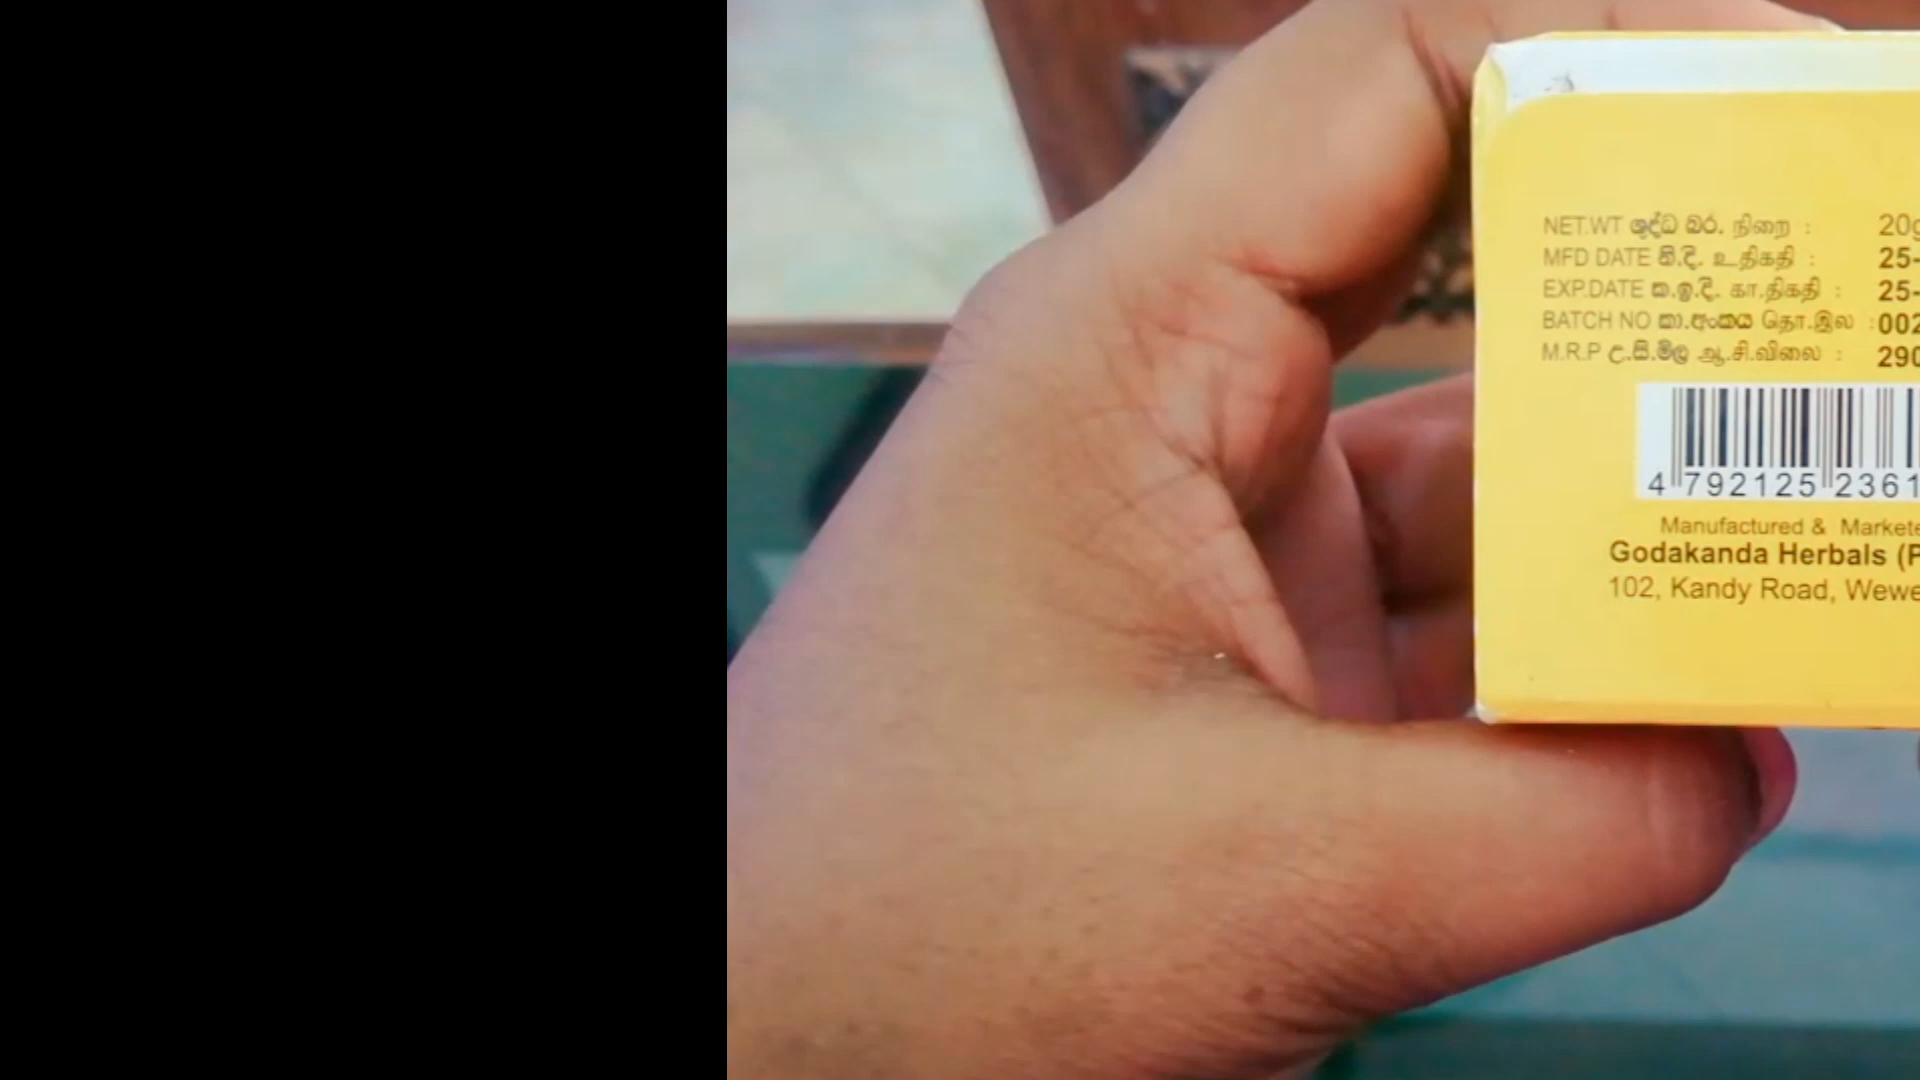 NET.WT ශුද්ධ බර. நிறை : 20g
MFD DATE නි.දි. உ.திகதி : 25-
EXP.DATE ක.ඉ.දි. கா.திகதி : 25-
BATCH NO කා.අංකය தொ.இல : 002
M.R.P උ.සි.මිල ஆ.சி.விலை : 290
4 792125 2361
Manufactured & Markete
Godakanda Herbals (P
102, Kandy Road, Wewe